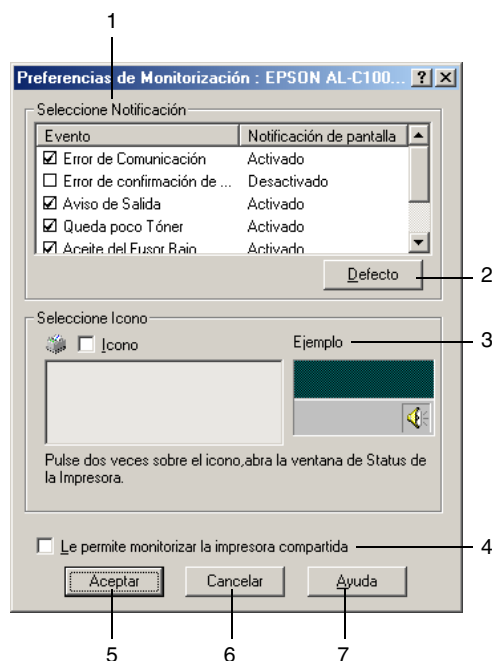 1
Preferencias de Monitorización : EPSON AL-C100...
Seleccione Notificación
Evento Notificación de pantalla
Error de Comunicación Activado
Error de confirmación de ... Desactivado
Aviso de Salida Activado
Queda poco Tóner Activado
Aceite del Fusor Bajo Activado
Defecto 2
Seleccione Icono
Icono Ejemplo 3
Pulse dos veces sobre el icono,abra la ventana de Status de
la Impresora.
Le permite monitorizar la impresora compartida 4
Aceptar Cancelar Ayuda
5 6 7